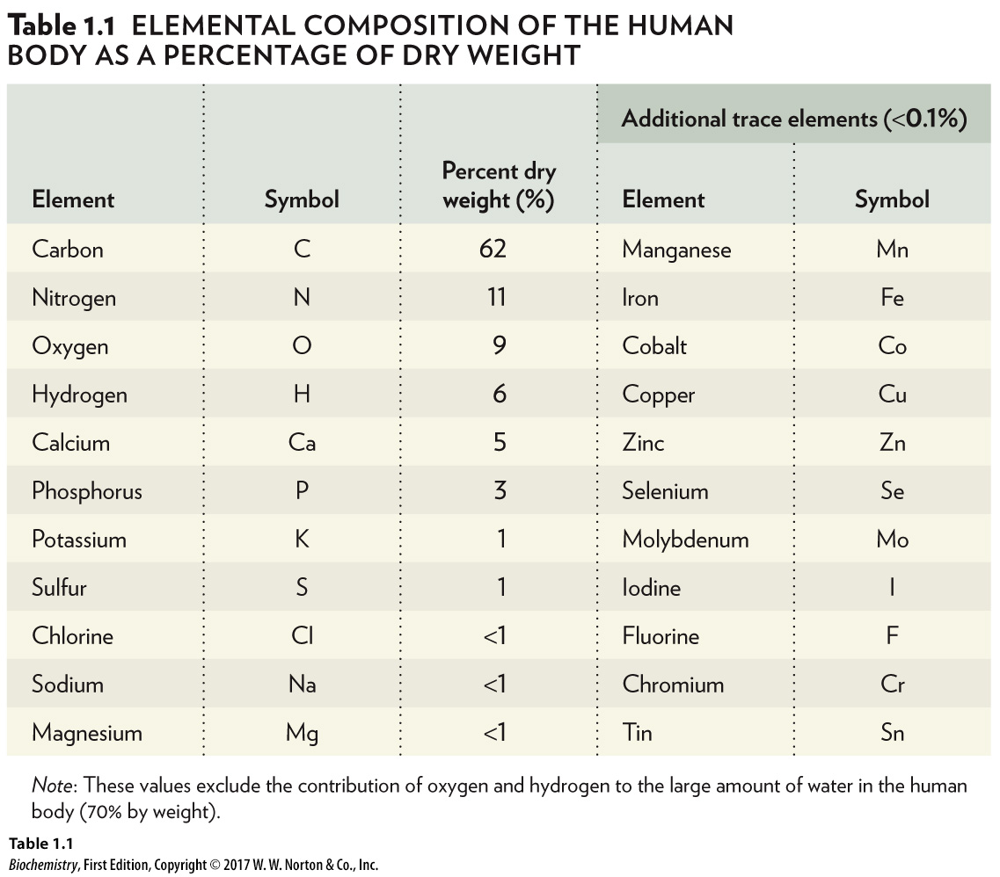 Table 1.1 ELEMENTAL COMPOSITION OF THE HUMAN
BODY AS A PERCENTAGE OF DRY WEIGHT
Additional trace elements (<0.1%)
Element Symbol Percent dry weight (%) Element Symbol
Carbon C 62 Manganese Mn
Nitrogen N 11 Iron Fe
Oxygen O 9 Cobalt Co
Hydrogen H 6 Copper Cu
Calcium Ca 5 Zinc Zn
Phosphorus P 3 Selenium Se
Potassium K 1 Molybdenum Mo
Sulfur S 1 Iodine I
Chlorine Cl <1 Fluorine F
Sodium Na <1 Chromium Cr
Magnesium Mg <1 Tin Sn
Note: These values exclude the contribution of oxygen and hydrogen to the large amount of water in the human
body (70% by weight).
Table 1.1
Biochemistry, First Edition, Copyright © 2017 W. W. Norton & Co., Inc.